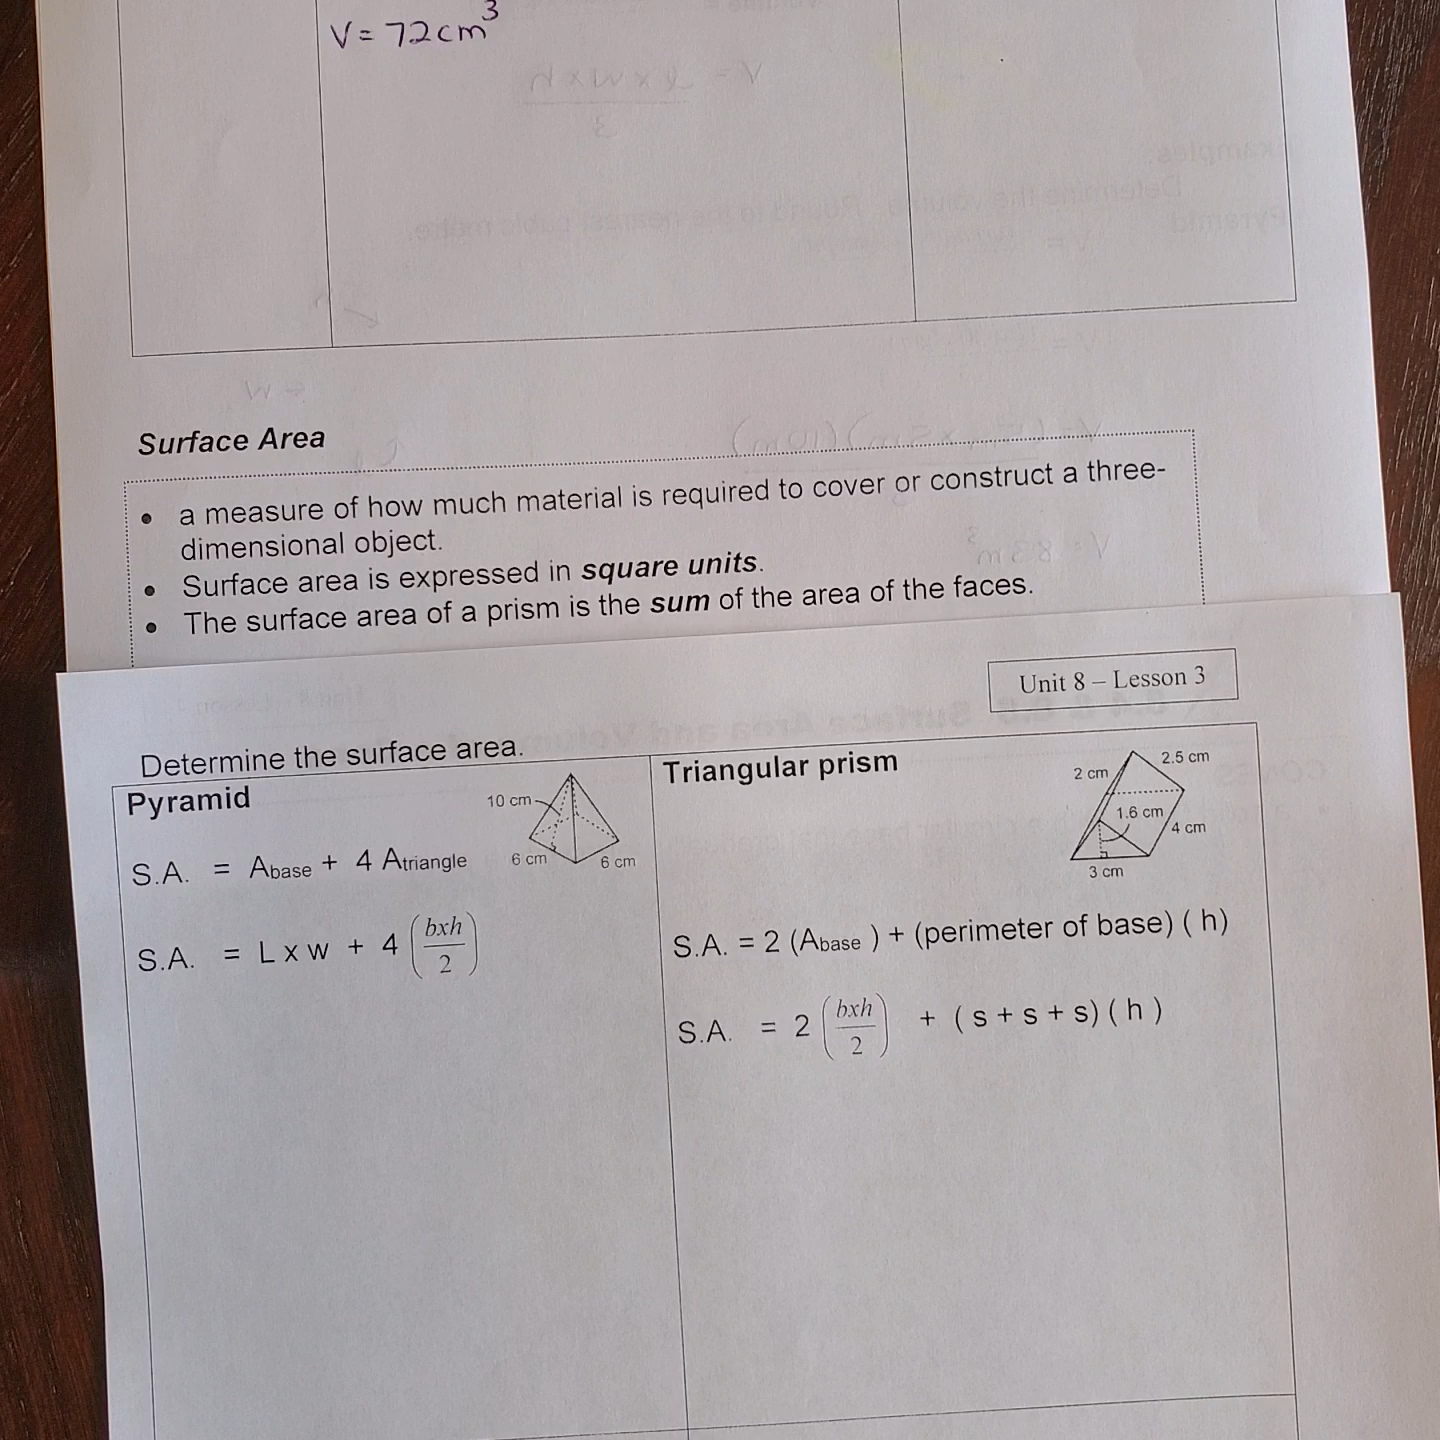 V = 72cm³
Surface Area
• a measure of how much material is required to cover or construct a three-
dimensional object.
• Surface area is expressed in square units.
• The surface area of a prism is the sum of the area of the faces.
Unit 8 – Lesson 3
Determine the surface area.
Pyramid
10 cm
6 cm
6 cm
S.A. = Abase + 4 Atriangle
S.A. = L x w + 4 (bxh/2)
Triangular prism
2 cm
2.5 cm
1.6 cm
4 cm
3 cm
S.A. = 2 (Abase ) + (perimeter of base) ( h)
S.A. = 2 (bxh/2) + ( s + s + s) ( h )